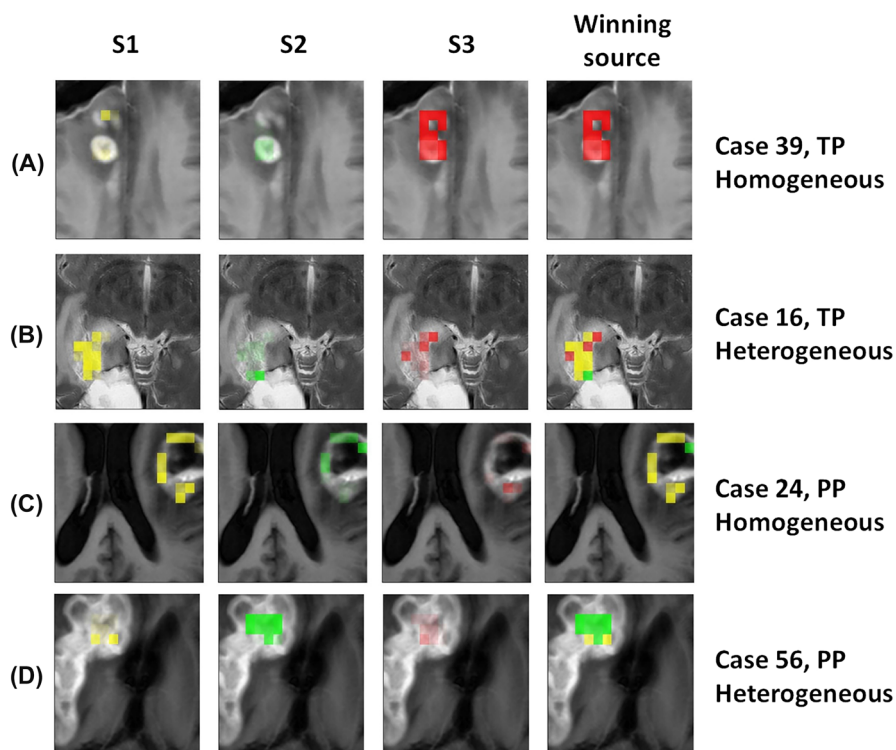 S1
S2
S3
Winning
source
(A)
Case 39, TP
Homogeneous
(B)
Case 16, TP
Heterogeneous
(C)
Case 24, PP
Homogeneous
(D)
Case 56, PP
Heterogeneous